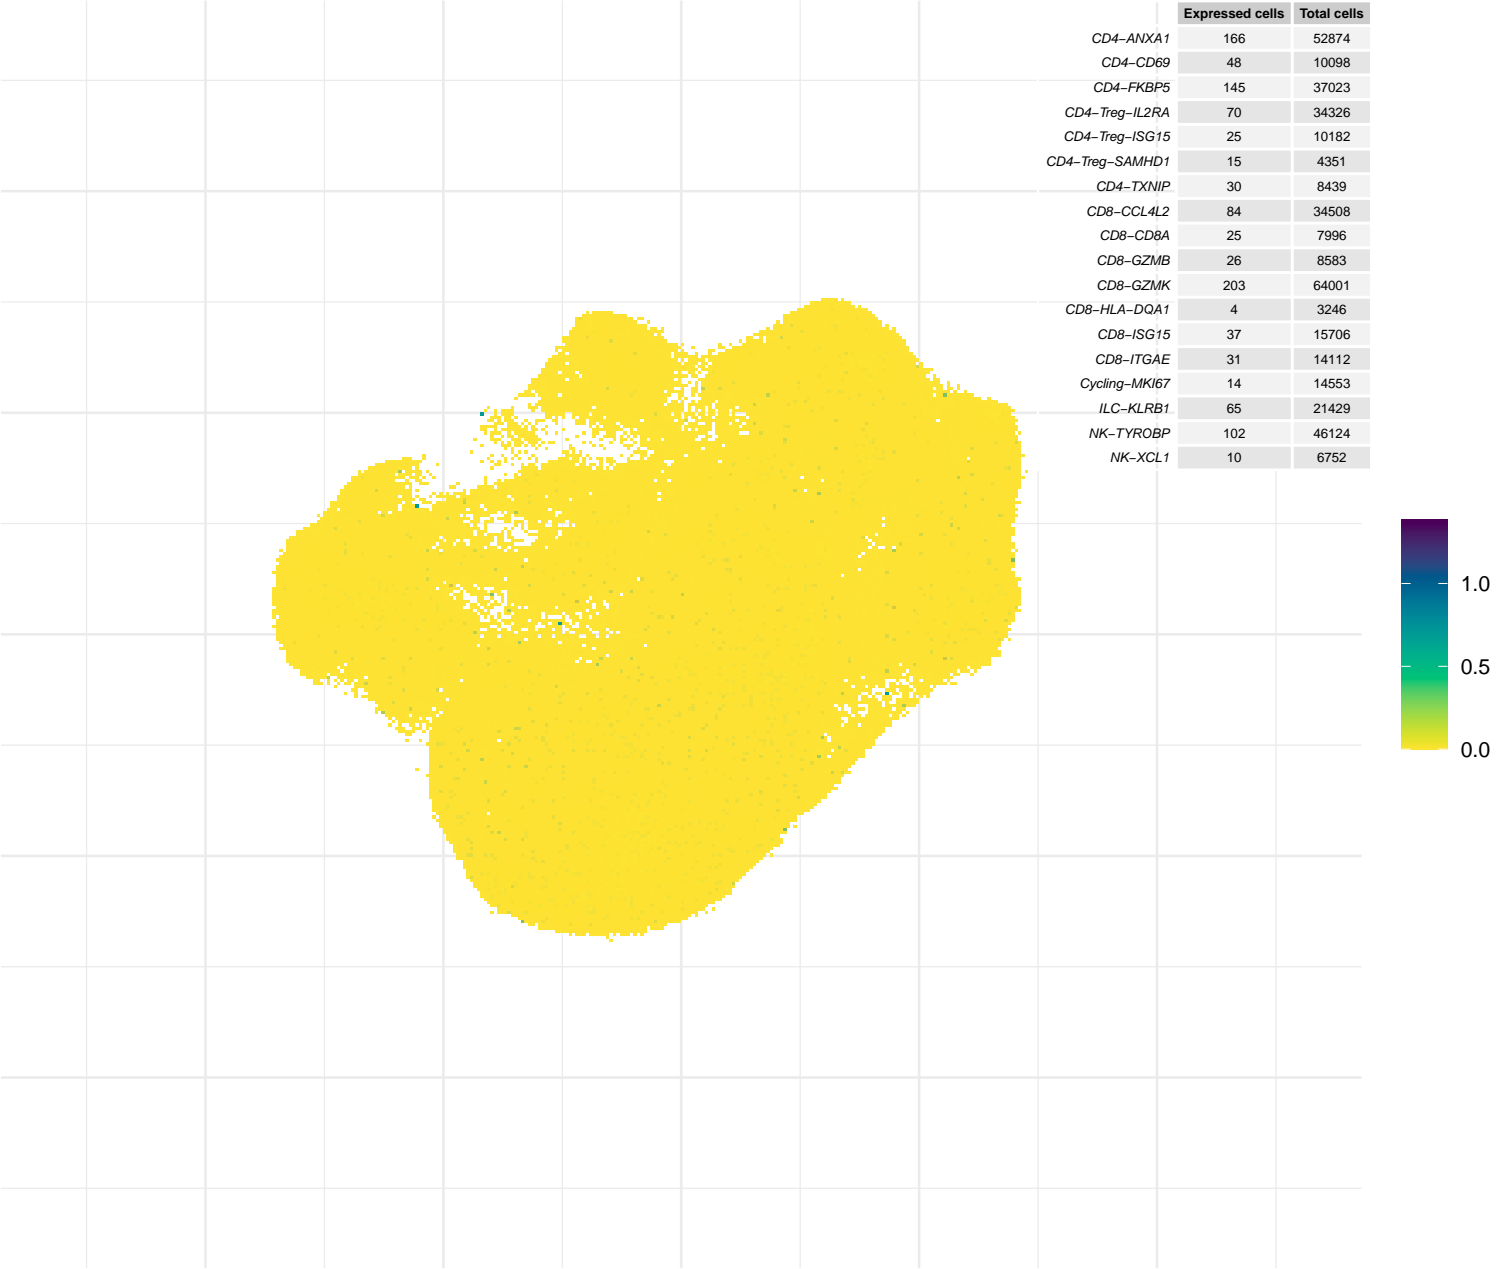 Expressed cells Total cells
CD4−ANXA1 166 52874
CD4−CD69 48 10098
CD4−FKBP5 145 37023
CD4−Treg−IL2RA 70 34326
CD4−Treg−ISG15 25 10182
CD4−Treg−SAMHD1 15 4351
CD4−TXNIP 30 8439
CD8−CCL4L2 84 34508
CD8−CD8A 25 7996
CD8−GZMB 26 8583
CD8−GZMK 203 64001
CD8−HLA−DQA1 4 3246
CD8−ISG15 37 15706
CD8−ITGAE 31 14112
Cycling−MKI67 14 14553
ILC−KLRB1 65 21429
NK−TYROBP 102 46124
NK−XCL1 10 6752
1.0
0.5
0.0